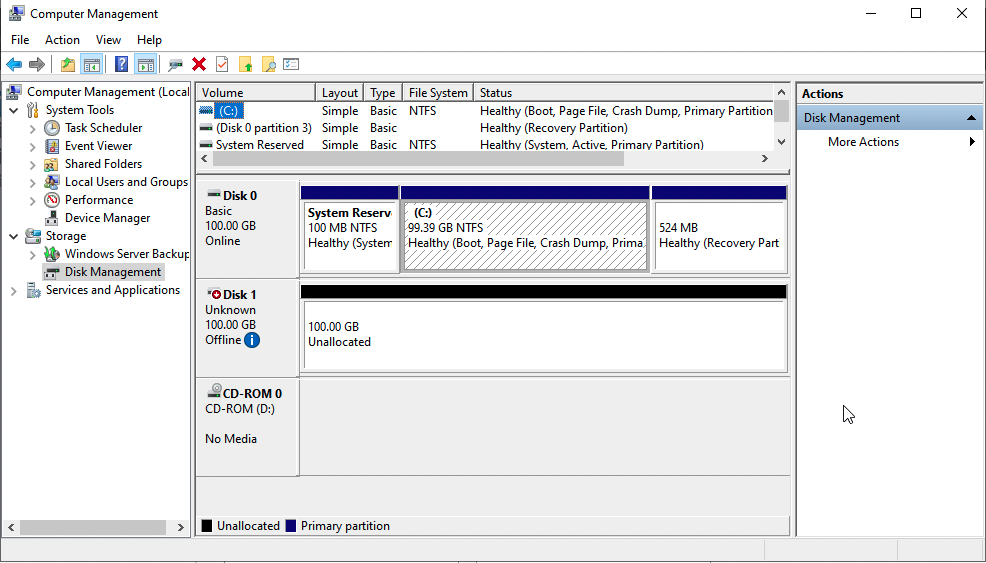 Computer Management
File Action View Help
Computer Management (Local
System Tools
Task Scheduler
Event Viewer
Shared Folders
Local Users and Groups
Performance
Device Manager
Storage
Windows Server Backup
Disk Management
Services and Applications
Volume Layout Type File System Status
(C:) Simple Basic NTFS Healthy (Boot, Page File, Crash Dump, Primary Partition
(Disk 0 partition 3) Simple Basic Healthy (Recovery Partition)
System Reserved Simple Basic NTFS Healthy (System, Active, Primary Partition)
Disk 0
Basic
100.00 GB
Online
System Reserv
100 MB NTFS
Healthy (System
(C:)
99.39 GB NTFS
Healthy (Boot, Page File, Crash Dump, Prima
524 MB
Healthy (Recovery Part
Disk 1
Unknown
100.00 GB
Offline
100.00 GB
Unallocated
CD-ROM 0
CD-ROM (D:)
No Media
Unallocated Primary partition
Actions
Disk Management
More Actions